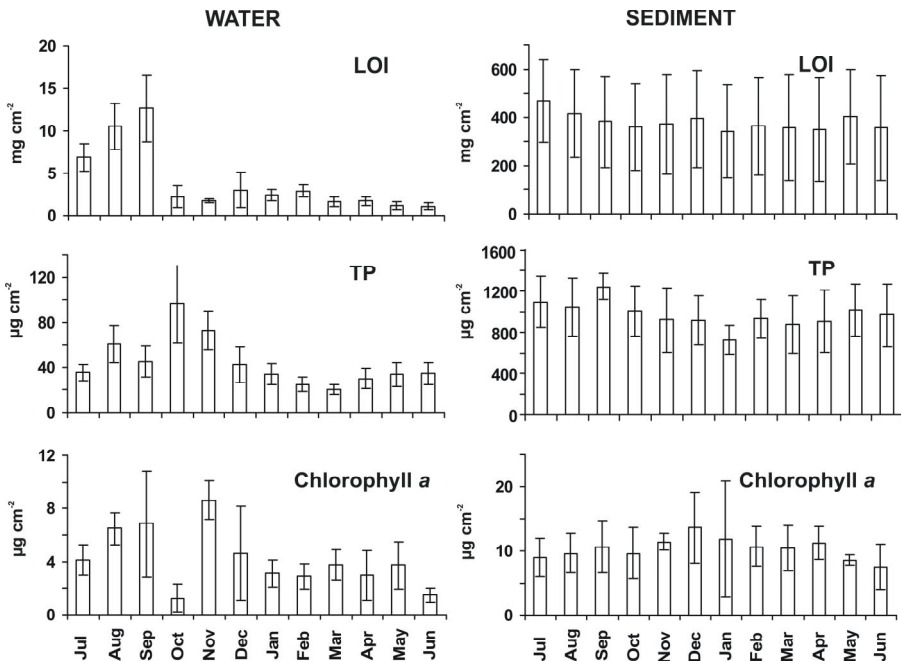 WATER
SEDIMENT
LOI
mg cm-2
20
15
10
5
0
LOI
mg cm-2
600
400
200
0
TP
µg cm-2
120
80
40
0
TP
µg cm-2
1600
1200
800
400
0
Chlorophyll a
µg cm-2
12
8
4
0
Jul Aug Sep Oct Nov Dec Jan Feb Mar Apr May Jun
Chlorophyll a
µg cm-2
20
10
0
Jul Aug Sep Oct Nov Dec Jan Feb Mar Apr May Jun